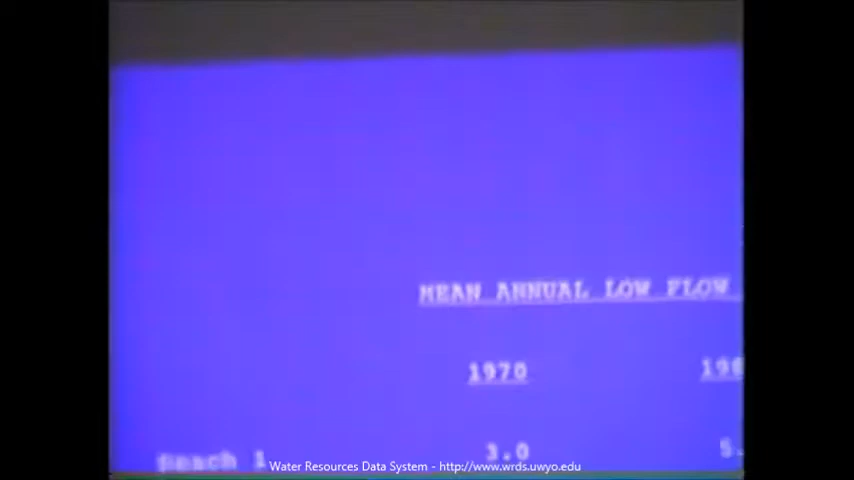 MEAN ANNUAL LOW FLOW
1970
Reach 1 3.0
Water Resources Data System - http://www.wrds.uwyo.edu